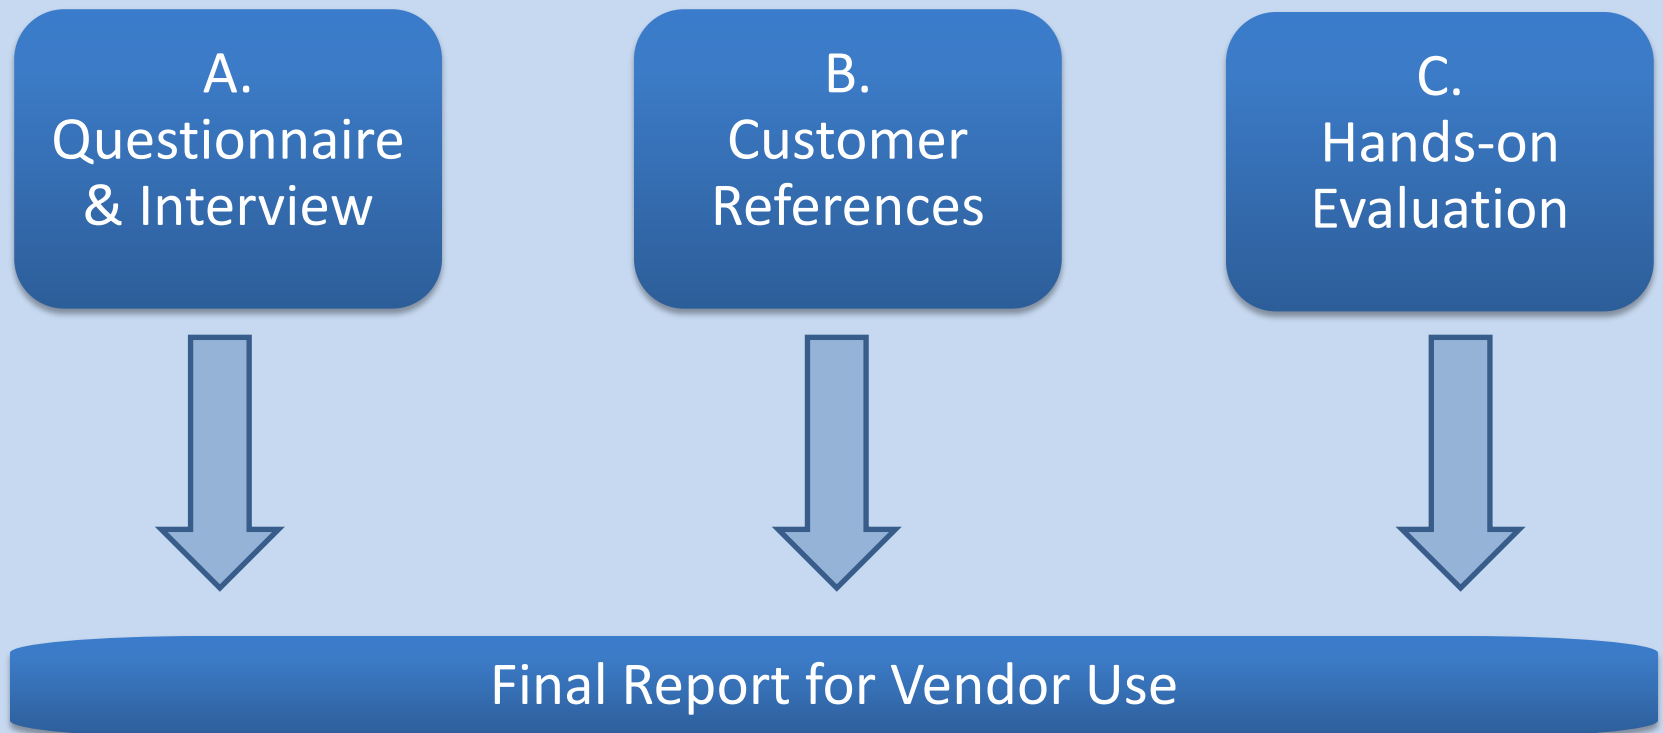 A.
Questionnaire
& Interview
B.
Customer
References
C.
Hands-on
Evaluation
Final Report for Vendor Use